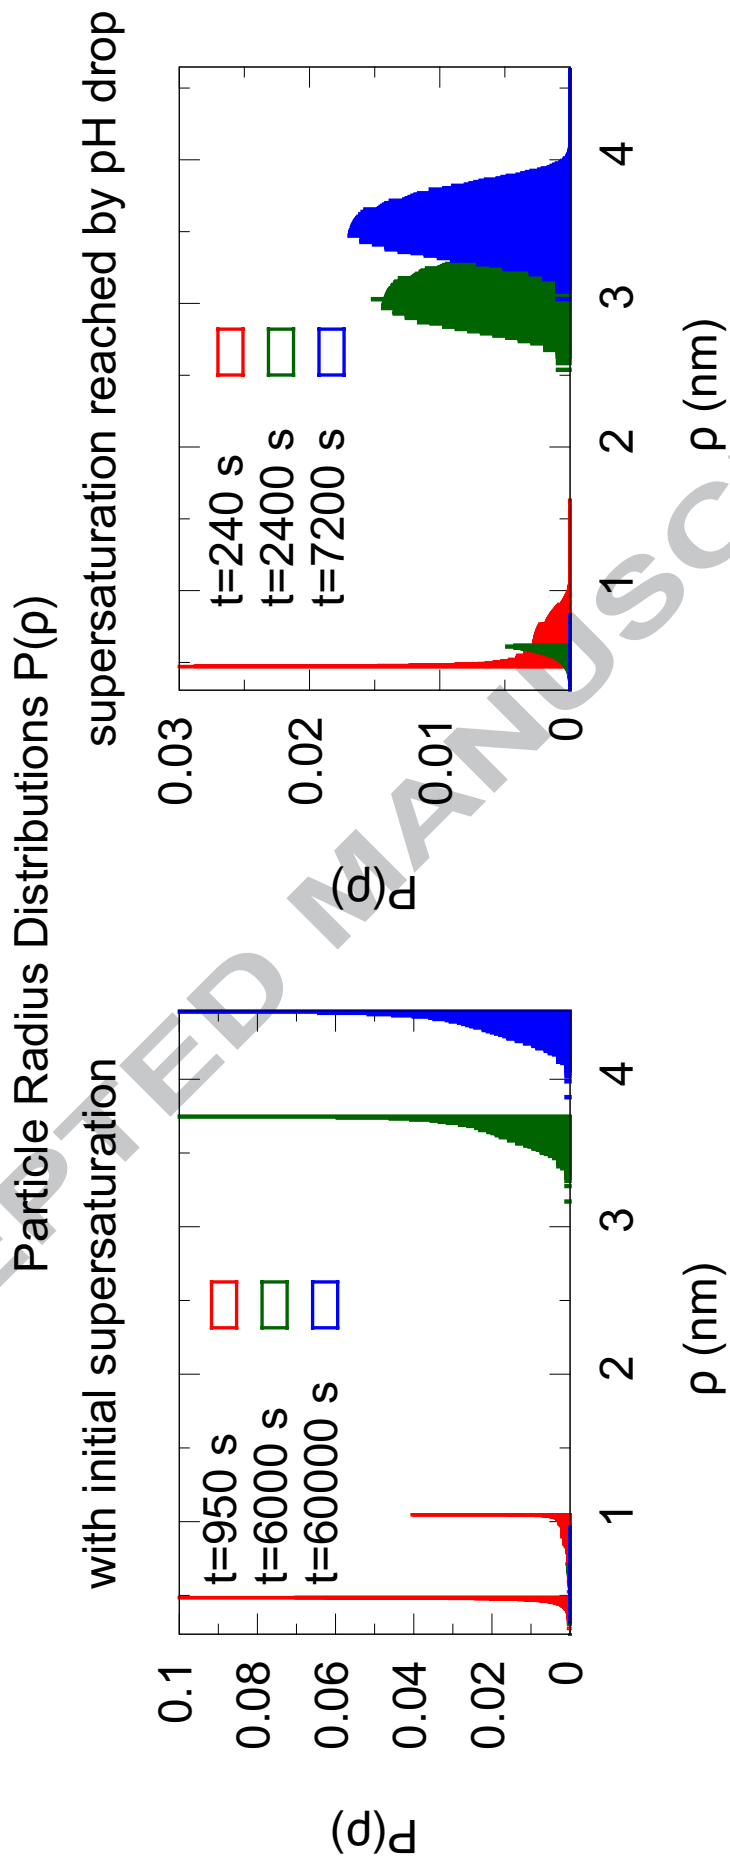 Particle Radius Distributions P(ρ)
with initial supersaturation
P(ρ)
0.1
0.08
0.06
0.04
0.02
0
t=950 s
t=6000 s
t=60000 s
1
2
3
4
ρ (nm)
supersaturation reached by pH drop
P(ρ)
0.03
0.02
0.01
0
t=240 s
t=2400 s
t=7200 s
1
2
3
4
ρ (nm)
EPTED MANUSC